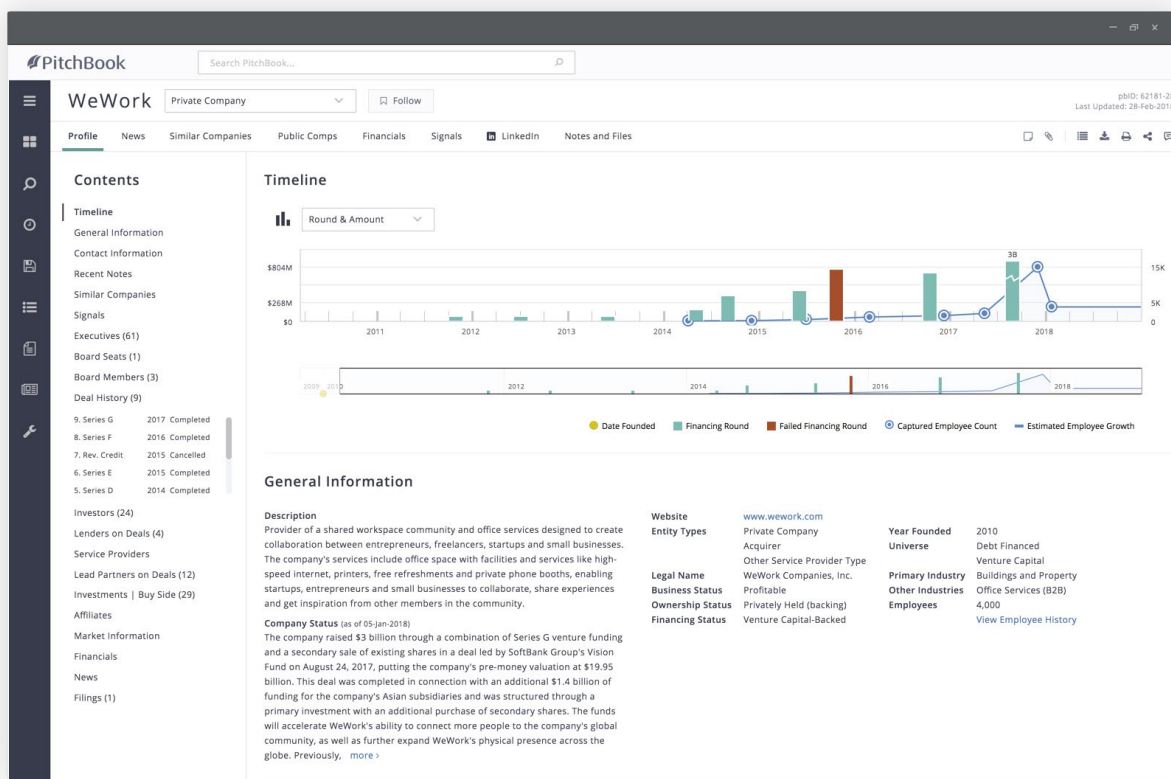 PitchBook
Search PitchBook...
WeWork
Private Company
Follow
pbID: 62181-28
Last Updated: 28-Feb-2018
Profile
News
Similar Companies
Public Comps
Financials
Signals
in LinkedIn
Notes and Files
Contents
Timeline
General Information
Contact Information
Recent Notes
Similar Companies
Signals
Executives (61)
Board Seats (1)
Board Members (3)
Deal History (9)
9. Series G 2017 Completed
8. Series F 2016 Completed
7. Rev. Credit 2015 Cancelled
6. Series E 2015 Completed
5. Series D 2014 Completed
Investors (24)
Lenders on Deals (4)
Service Providers
Lead Partners on Deals (12)
Investments | Buy Side (29)
Affiliates
Market Information
Financials
News
Filings (1)
Timeline
Round & Amount
3B
$804M
15K
$268M
5K
$0
0
2011 2012 2013 2014 2015 2016 2017 2018
2009 2010 2012 2014 2016 2018
Date Founded
Financing Round
Failed Financing Round
Captured Employee Count
Estimated Employee Growth
General Information
Description
Provider of a shared workspace community and office services designed to create
collaboration between entrepreneurs, freelancers, startups and small businesses.
The company's services include office space with facilities and services like high-
speed internet, printers, free refreshments and private phone booths, enabling
startups, entrepreneurs and small businesses to collaborate, share experiences
and get inspiration from other members in the community.
Company Status (as of 05-Jan-2018)
The company raised $3 billion through a combination of Series G venture funding
and a secondary sale of existing shares in a deal led by SoftBank Group's Vision
Fund on August 24, 2017, putting the company's pre-money valuation at $19.95
billion. This deal was completed in connection with an additional $1.4 billion of
funding for the company's Asian subsidiaries and was structured through a
primary investment with an additional purchase of secondary shares. The funds
will accelerate WeWork's ability to connect more people to the company's global
community, as well as further expand WeWork's physical presence across the
globe. Previously, more >
Website www.wework.com
Entity Types Private Company
Acquirer
Other Service Provider Type
Legal Name WeWork Companies, Inc.
Business Status Profitable
Ownership Status Privately Held (backing)
Financing Status Venture Capital-Backed
Year Founded 2010
Universe Debt Financed
Venture Capital
Primary Industry Buildings and Property
Other Industries Office Services (B2B)
Employees 4,000
View Employee History